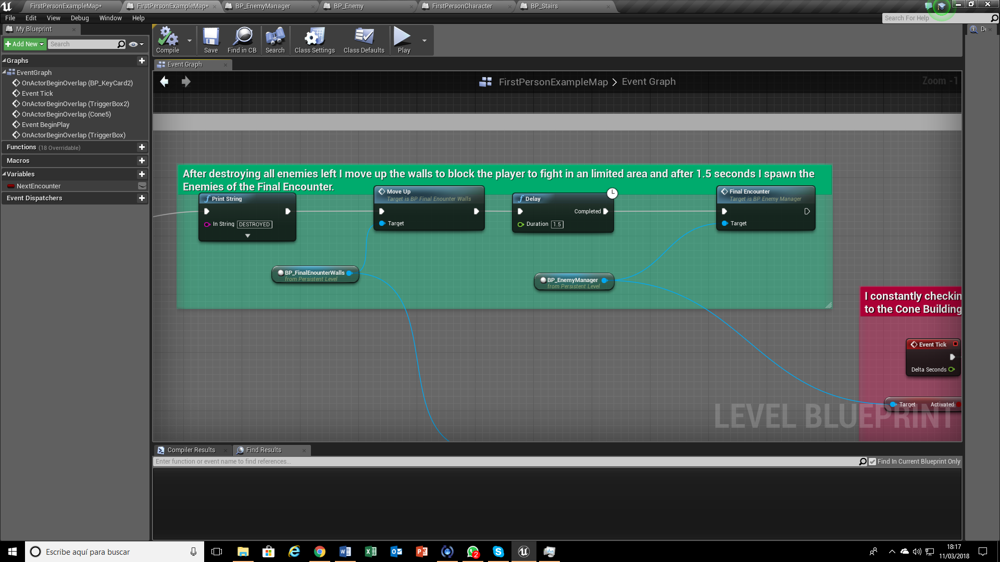 FirstPersonExampleMap*
FirstPersonExampleMap*
BP_EnemyManager
BP_Enemy
FirstPersonCharacter
BP_Stairs
File Edit View Debug Window Help
Search For Help
My Blueprint
Add New
Search
Graphs
EventGraph
OnActorBeginOverlap (BP_KeyCard2)
Event Tick
OnActorBeginOverlap (TriggerBox2)
OnActorBeginOverlap (Cone5)
Event BeginPlay
OnActorBeginOverlap (TriggerBox)
Functions (18 Overridable)
Macros
Variables
NextEncounter
Event Dispatchers
Compile
Save
Find in CB
Search
Class Settings
Class Defaults
Play
Event Graph
FirstPersonExampleMap > Event Graph
Zoom -1
After destroying all enemies left I move up the walls to block the player to fight in an limited area and after 1.5 seconds I spawn the
Enemies of the Final Encounter.
Print String
In String DESTROYED
Move Up
Target is BP Final Enounter Walls
Target
Delay
Completed
Duration 1.5
Final Encounter
Target is BP Enemy Manager
Target
BP_FinalEnounterWalls
from Persistent Level
BP_EnemyManager
from Persistent Level
I constantly checkin
to the Cone Building
Event Tick
Delta Seconds
Target Activated
LEVEL BLUEPRINT
Compiler Results
Find Results
Enter function or event name to find references...
Find In Current Blueprint Only
Escribe aquí para buscar
2
18:17
11/03/2018